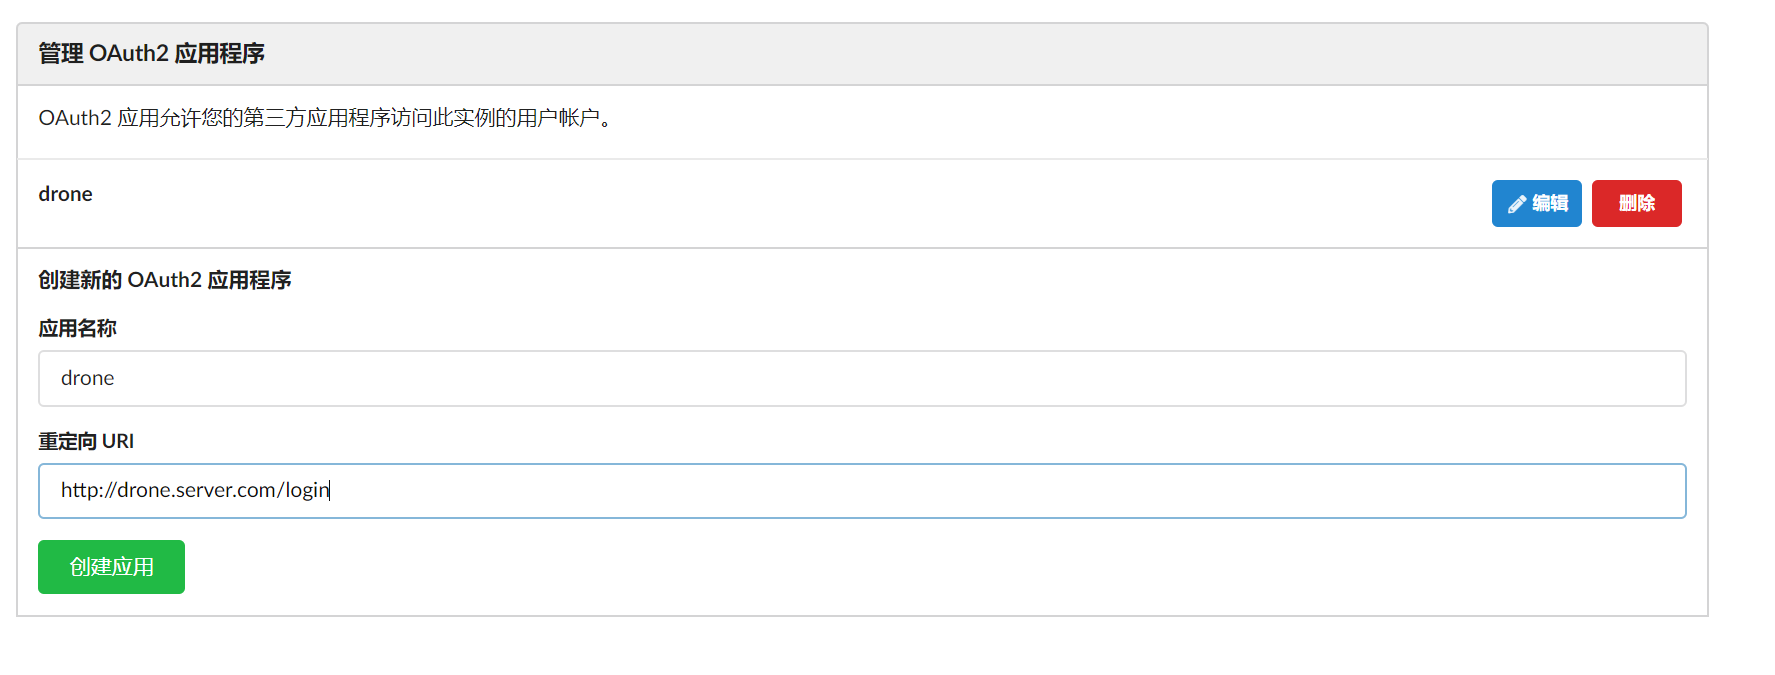 管理 OAuth2 应用程序
OAuth2 应用允许您的第三方应用程序访问此实例的用户帐户。
drone
编辑
删除
创建新的 OAuth2 应用程序
应用名称
drone
重定向 URI
http://drone.server.com/login
创建应用